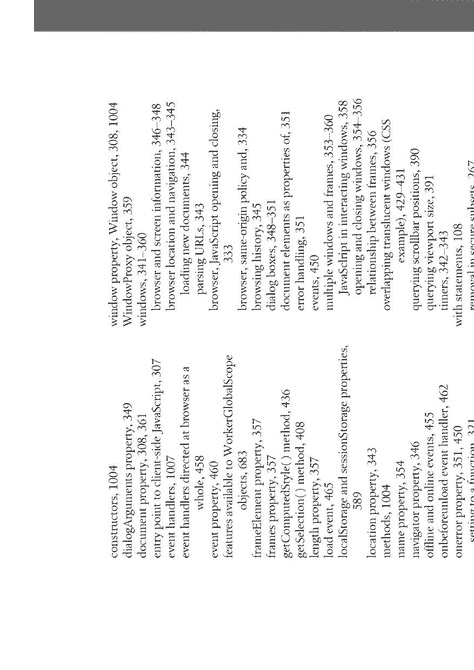 constructors, 1004
dialogArguments property, 349
document property, 308, 361
entry point to client-side JavaScript, 307
event handlers, 1007
event handlers directed at browser as a
whole, 458
event property, 460
features available to WorkerGlobalScope
objects, 683
frameElement property, 357
frames property, 357
getComputedStyle( ) method, 436
getSelection( ) method, 408
length property, 357
load event, 465
localStorage and sessionStorage properties,
589
location property, 343
methods, 1004
name property, 354
navigator property, 346
offline and online events, 455
onbeforeunload event handler, 462
onerror property, 351, 450
setting to a function, 321
window property, Window object, 308, 1004
WindowProxy object, 359
windows, 341–360
browser and screen information, 346–348
browser location and navigation, 343–345
loading new documents, 344
parsing URLs, 343
browser, JavaScript opening and closing,
333
browser, same-origin policy and, 334
browsing history, 345
dialog boxes, 348–351
document elements as properties of, 351
error handling, 351
events, 450
multiple windows and frames, 353–360
JavaScript in interacting windows, 358
opening and closing windows, 354–356
relationship between frames, 356
overlapping translucent windows (CSS
example), 429–431
querying scrollbar positions, 390
querying viewport size, 391
timers, 342–343
with statements, 108
removal in secure subsets, 267